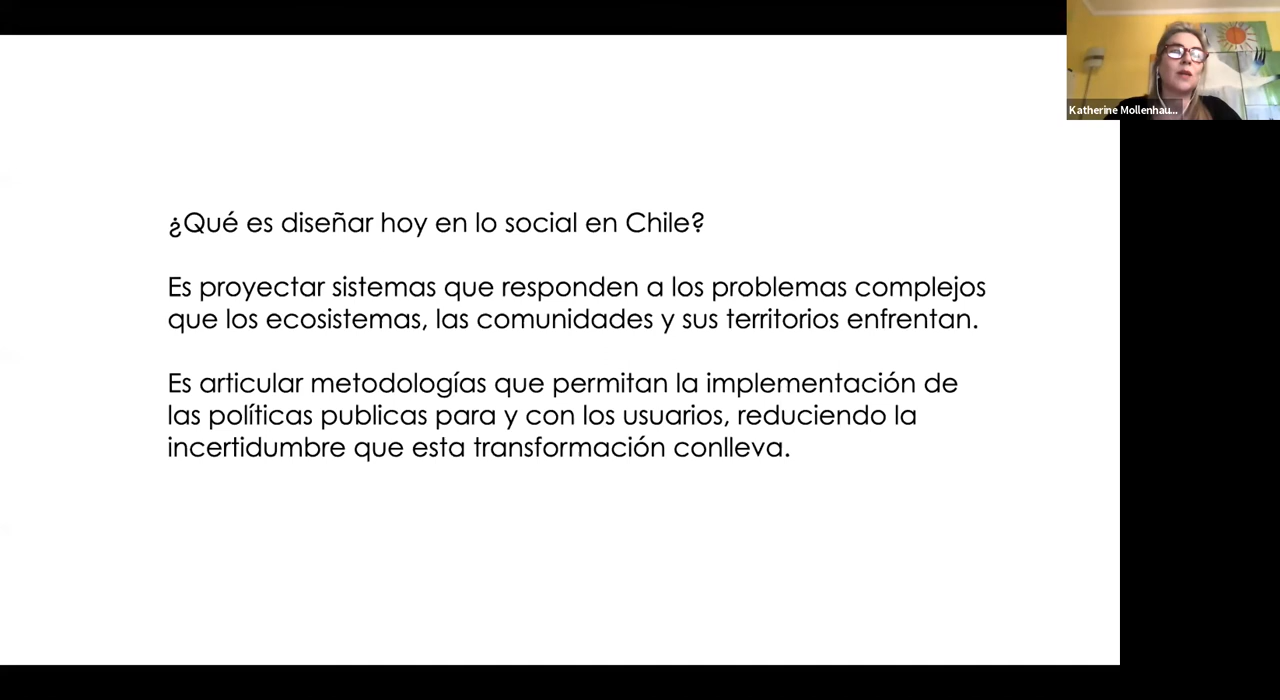 ¿Qué es diseñar hoy en lo social en Chile?
Es proyectar sistemas que responden a los problemas complejos
que los ecosistemas, las comunidades y sus territorios enfrentan.
Es articular metodologías que permitan la implementación de
las políticas publicas para y con los usuarios, reduciendo la
incertidumbre que esta transformación conlleva.
Katherine Mollenhau...